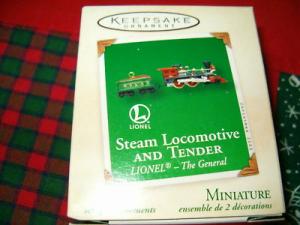 KEEPSAKE
ORNAMENT
L
LIONEL
Steam Locomotive
AND TENDER
LIONEL® – The General
MINIATURE
ensemble de 2 décorations